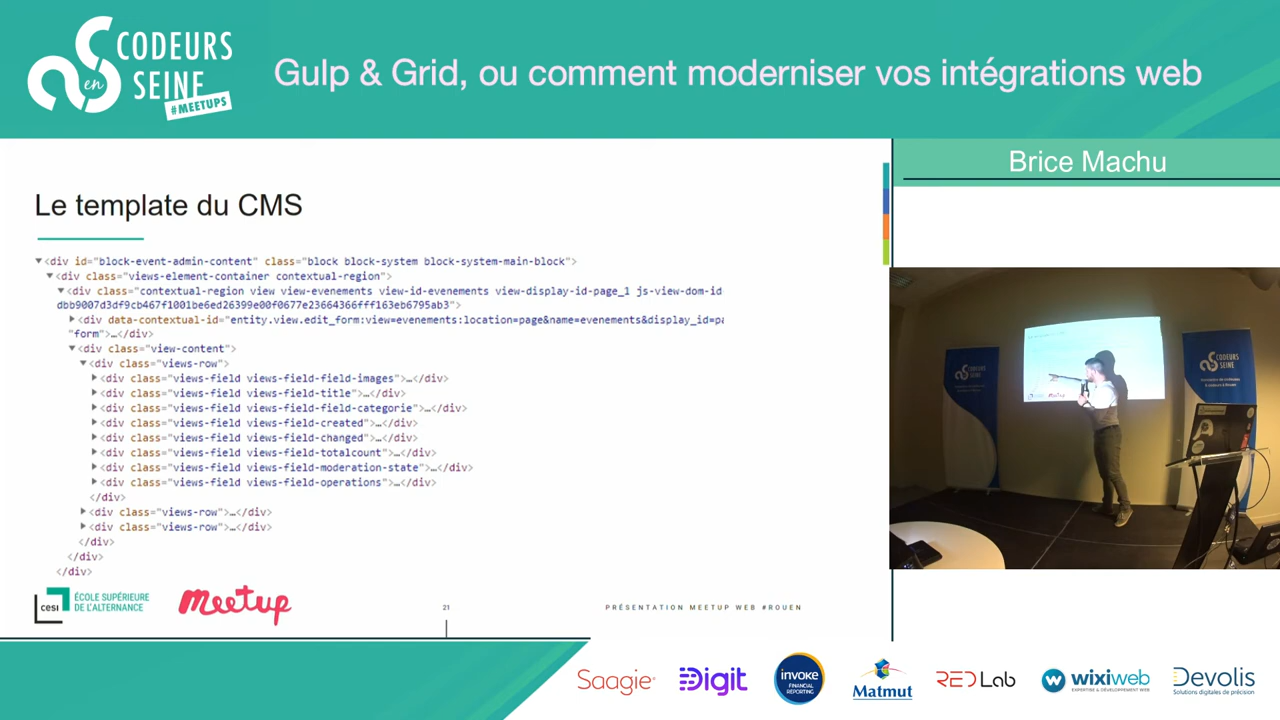 CODEURS
en
SEINE
#MEETUPS
Gulp & Grid, ou comment moderniser vos intégrations web
Brice Machu
Le template du CMS
▼<div id="block-event-admin-content" class="block block-system block-system-main-block">
▼<div class="views-element-container contextual-region">
▼<div class="contextual-region view view-evenements view-id-evenements view-display-id-page_1 js-view-dom-id-
dbb9007d3df9cb467f1001be6ed26399e00f0677e23664366fff163eb6795ab3">
▶<div data-contextual-id="entity.view.edit_form:view=evenements:location=page&name=evenements&display_id=pa
"form">…</div>
▼<div class="view-content">
▼<div class="views-row">
▶<div class="views-field views-field-field-images">…</div>
▶<div class="views-field views-field-title">…</div>
▶<div class="views-field views-field-field-categorie">…</div>
▶<div class="views-field views-field-created">…</div>
▶<div class="views-field views-field-changed">…</div>
▶<div class="views-field views-field-totalcount">…</div>
▶<div class="views-field views-field-moderation-state">…</div>
▶<div class="views-field views-field-operations">…</div>
</div>
▶<div class="views-row">…</div>
▶<div class="views-row">…</div>
</div>
</div>
</div>
CODEURS
SEINE
cesi
ÉCOLE SUPÉRIEURE
DE L'ALTERNANCE
meetup
21
PRÉSENTATION MEETUP WEB #ROUEN
Saagie
Digit
invoke
FINANCIAL
REPORTING
Matmut
RED Lab
wixiweb
EXPERTISE & DÉVELOPPEMENT WEB
Devolis
Solutions digitales de précision